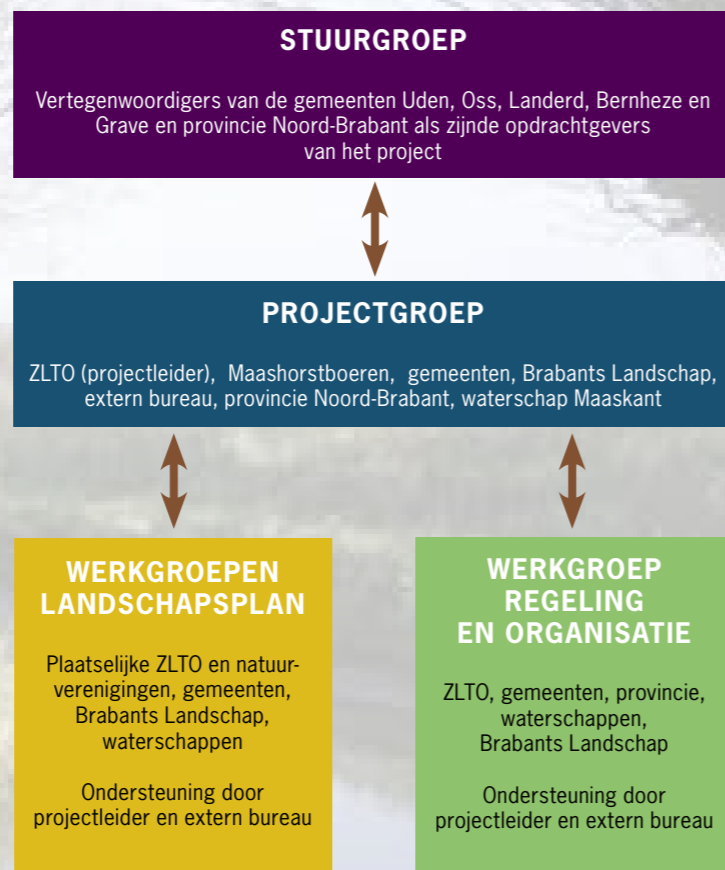 STUURGROEP
Vertegenwoordigers van de gemeenten Uden, Oss, Landerd, Bernheze en
Grave en provincie Noord-Brabant als zijnde opdrachtgevers
van het project
PROJECTGROEP
ZLTO (projectleider), Maashorstboeren, gemeenten, Brabants Landschap,
extern bureau, provincie Noord-Brabant, waterschap Maaskant
WERKGROEPEN
LANDSCHAPSPLAN
Plaatselijke ZLTO en natuur-
verenigingen, gemeenten,
Brabants Landschap,
waterschappen
Ondersteuning door
projectleider en extern bureau
WERKGROEP
REGELING
EN ORGANISATIE
ZLTO, gemeenten, provincie,
waterschappen,
Brabants Landschap
Ondersteuning door
projectleider en extern bureau